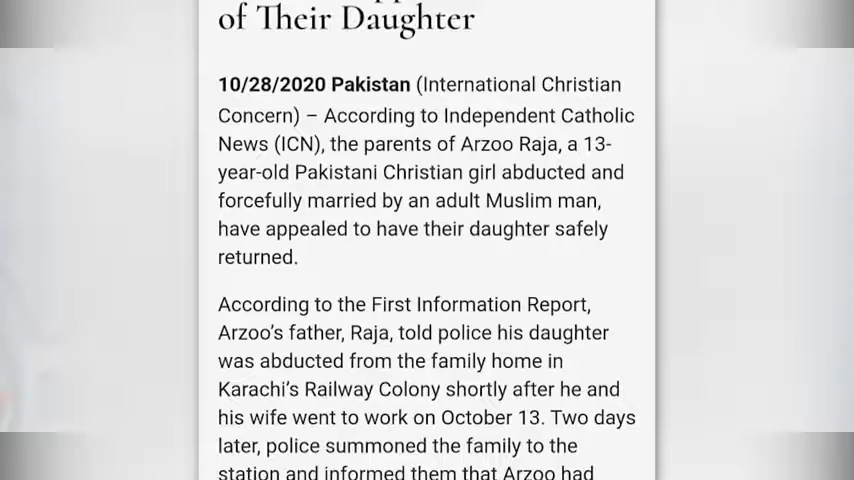 of Their Daughter
10/28/2020 Pakistan (International Christian
Concern) – According to Independent Catholic
News (ICN), the parents of Arzoo Raja, a 13-
year-old Pakistani Christian girl abducted and
forcefully married by an adult Muslim man,
have appealed to have their daughter safely
returned.
According to the First Information Report,
Arzoo's father, Raja, told police his daughter
was abducted from the family home in
Karachi's Railway Colony shortly after he and
his wife went to work on October 13. Two days
later, police summoned the family to the
station and informed them that Arzoo had